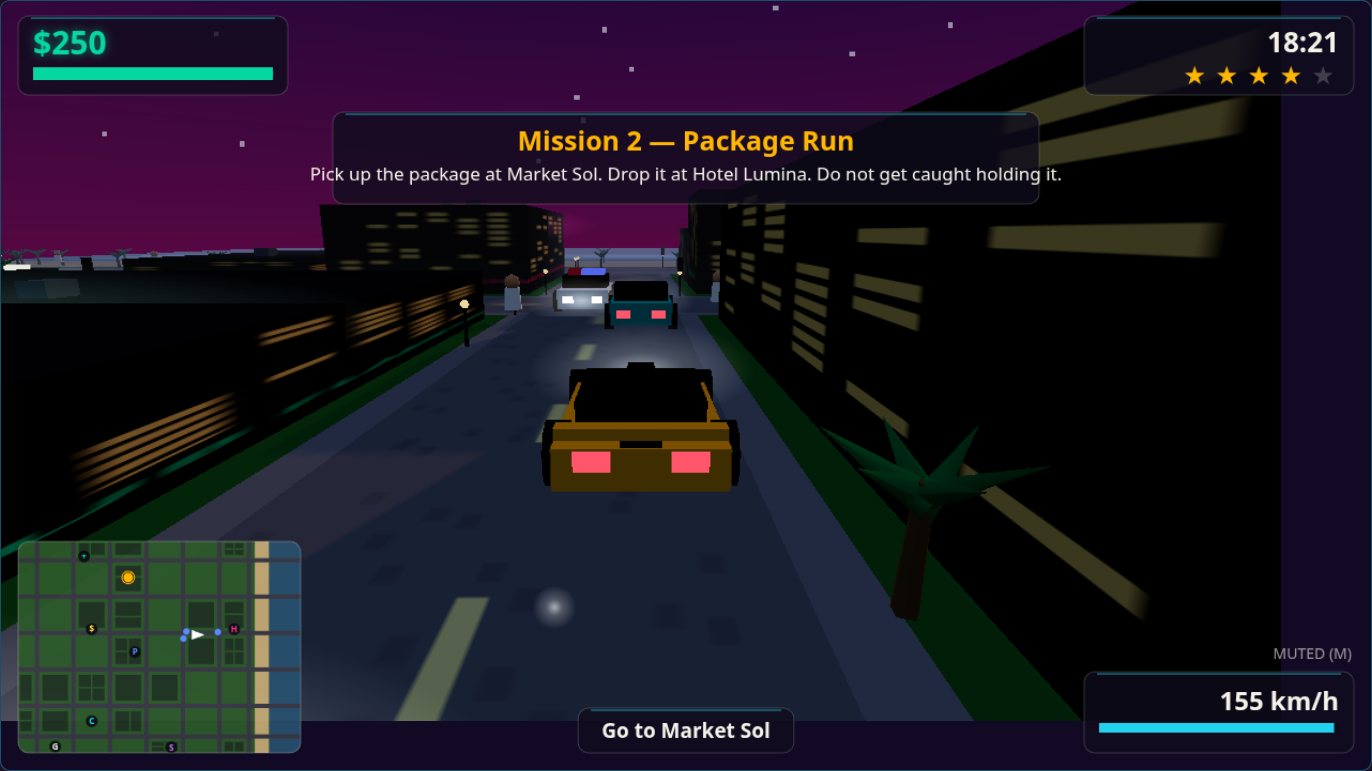 $250
18:21
Mission 2 — Package Run
Pick up the package at Market Sol. Drop it at Hotel Lumina. Do not get caught holding it.
$
H
P
C
G
S
MUTED (M)
155 km/h
Go to Market Sol